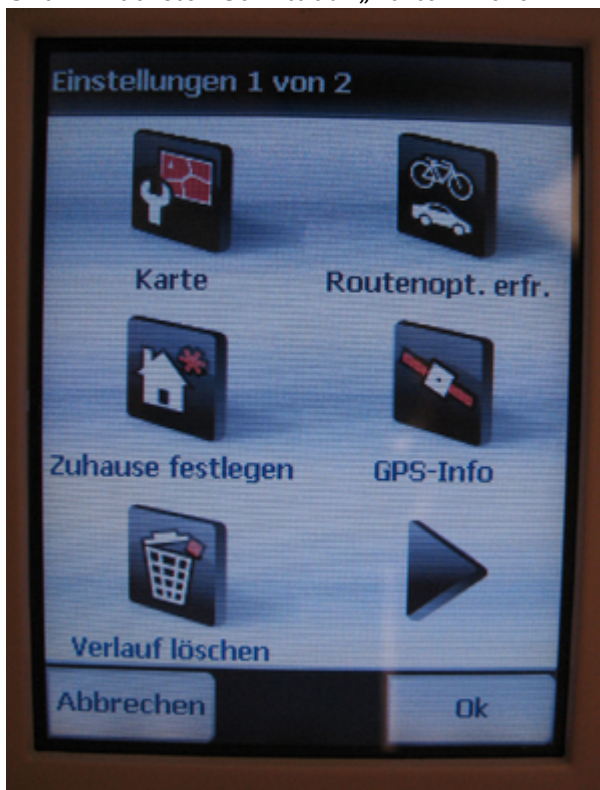 Einstellungen 1 von 2
Karte
Routenopt. erfr.
Zuhause festlegen
GPS-Info
Verlauf löschen
Abbrechen
Ok